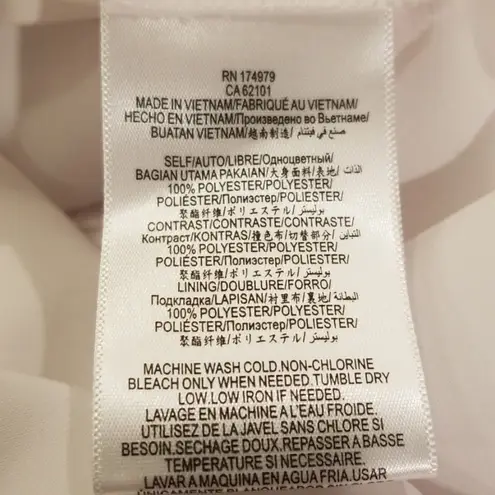 RN 174979
CA 62101
MADE IN VIETNAM/FABRIQUÉ AU VIETNAM/
HECHO EN VIETNAM/Произведено во Вьетнаме/
BUATAN VIETNAM/越南制造/ صنع في فيتنام/
SELF/AUTO/LIBRE/Одноцветный/
BAGIAN UTAMA PAKAIAN/大身面料/表地/ الذات/
100% POLYESTER/POLYESTER/
POLIÉSTER/Полиэстер/POLIESTER/
聚酯纤维/ポリエステル/ بوليستر/
CONTRAST/CONTRASTE/CONTRASTE/
Контраст/KONTRAS/撞色布/切替部分/ التباين/
100% POLYESTER/POLYESTER/
POLIÉSTER/Полиэстер/POLIESTER/
聚酯纤维/ポリエステル/ بوليستر/
LINING/DOUBLURE/FORRO/
Подкладка/LAPISAN/衬里布/裏地/ البطانة/
100% POLYESTER/POLYESTER/
POLIÉSTER/Полиэстер/POLIESTER/
聚酯纤维/ポリエステル/ بوليستر/
MACHINE WASH COLD.NON-CHLORINE
BLEACH ONLY WHEN NEEDED.TUMBLE DRY
LOW.LOW IRON IF NEEDED.
LAVAGE EN MACHINE A L'EAU FROIDE.
UTILISEZ DE LA JAVEL SANS CHLORE SI
BESOIN.SECHAGE DOUX.REPASSER A BASSE
TEMPERATURE SI NECESSAIRE.
LAVAR A MAQUINA EN AGUA FRIA.USAR